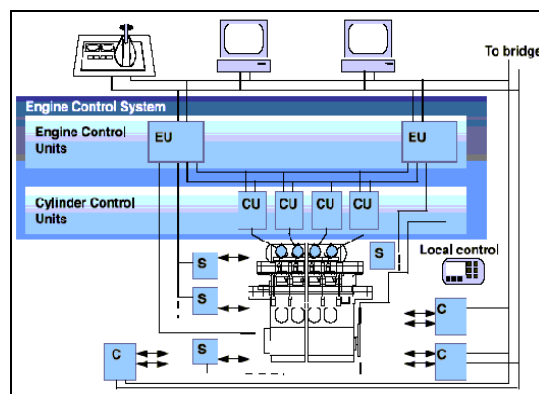 To bridge
Engine Control System
Engine Control
Units
EU
EU
Cylinder Control
Units
CU
CU
CU
CU
S
S
Local control
S
C
C
S
C